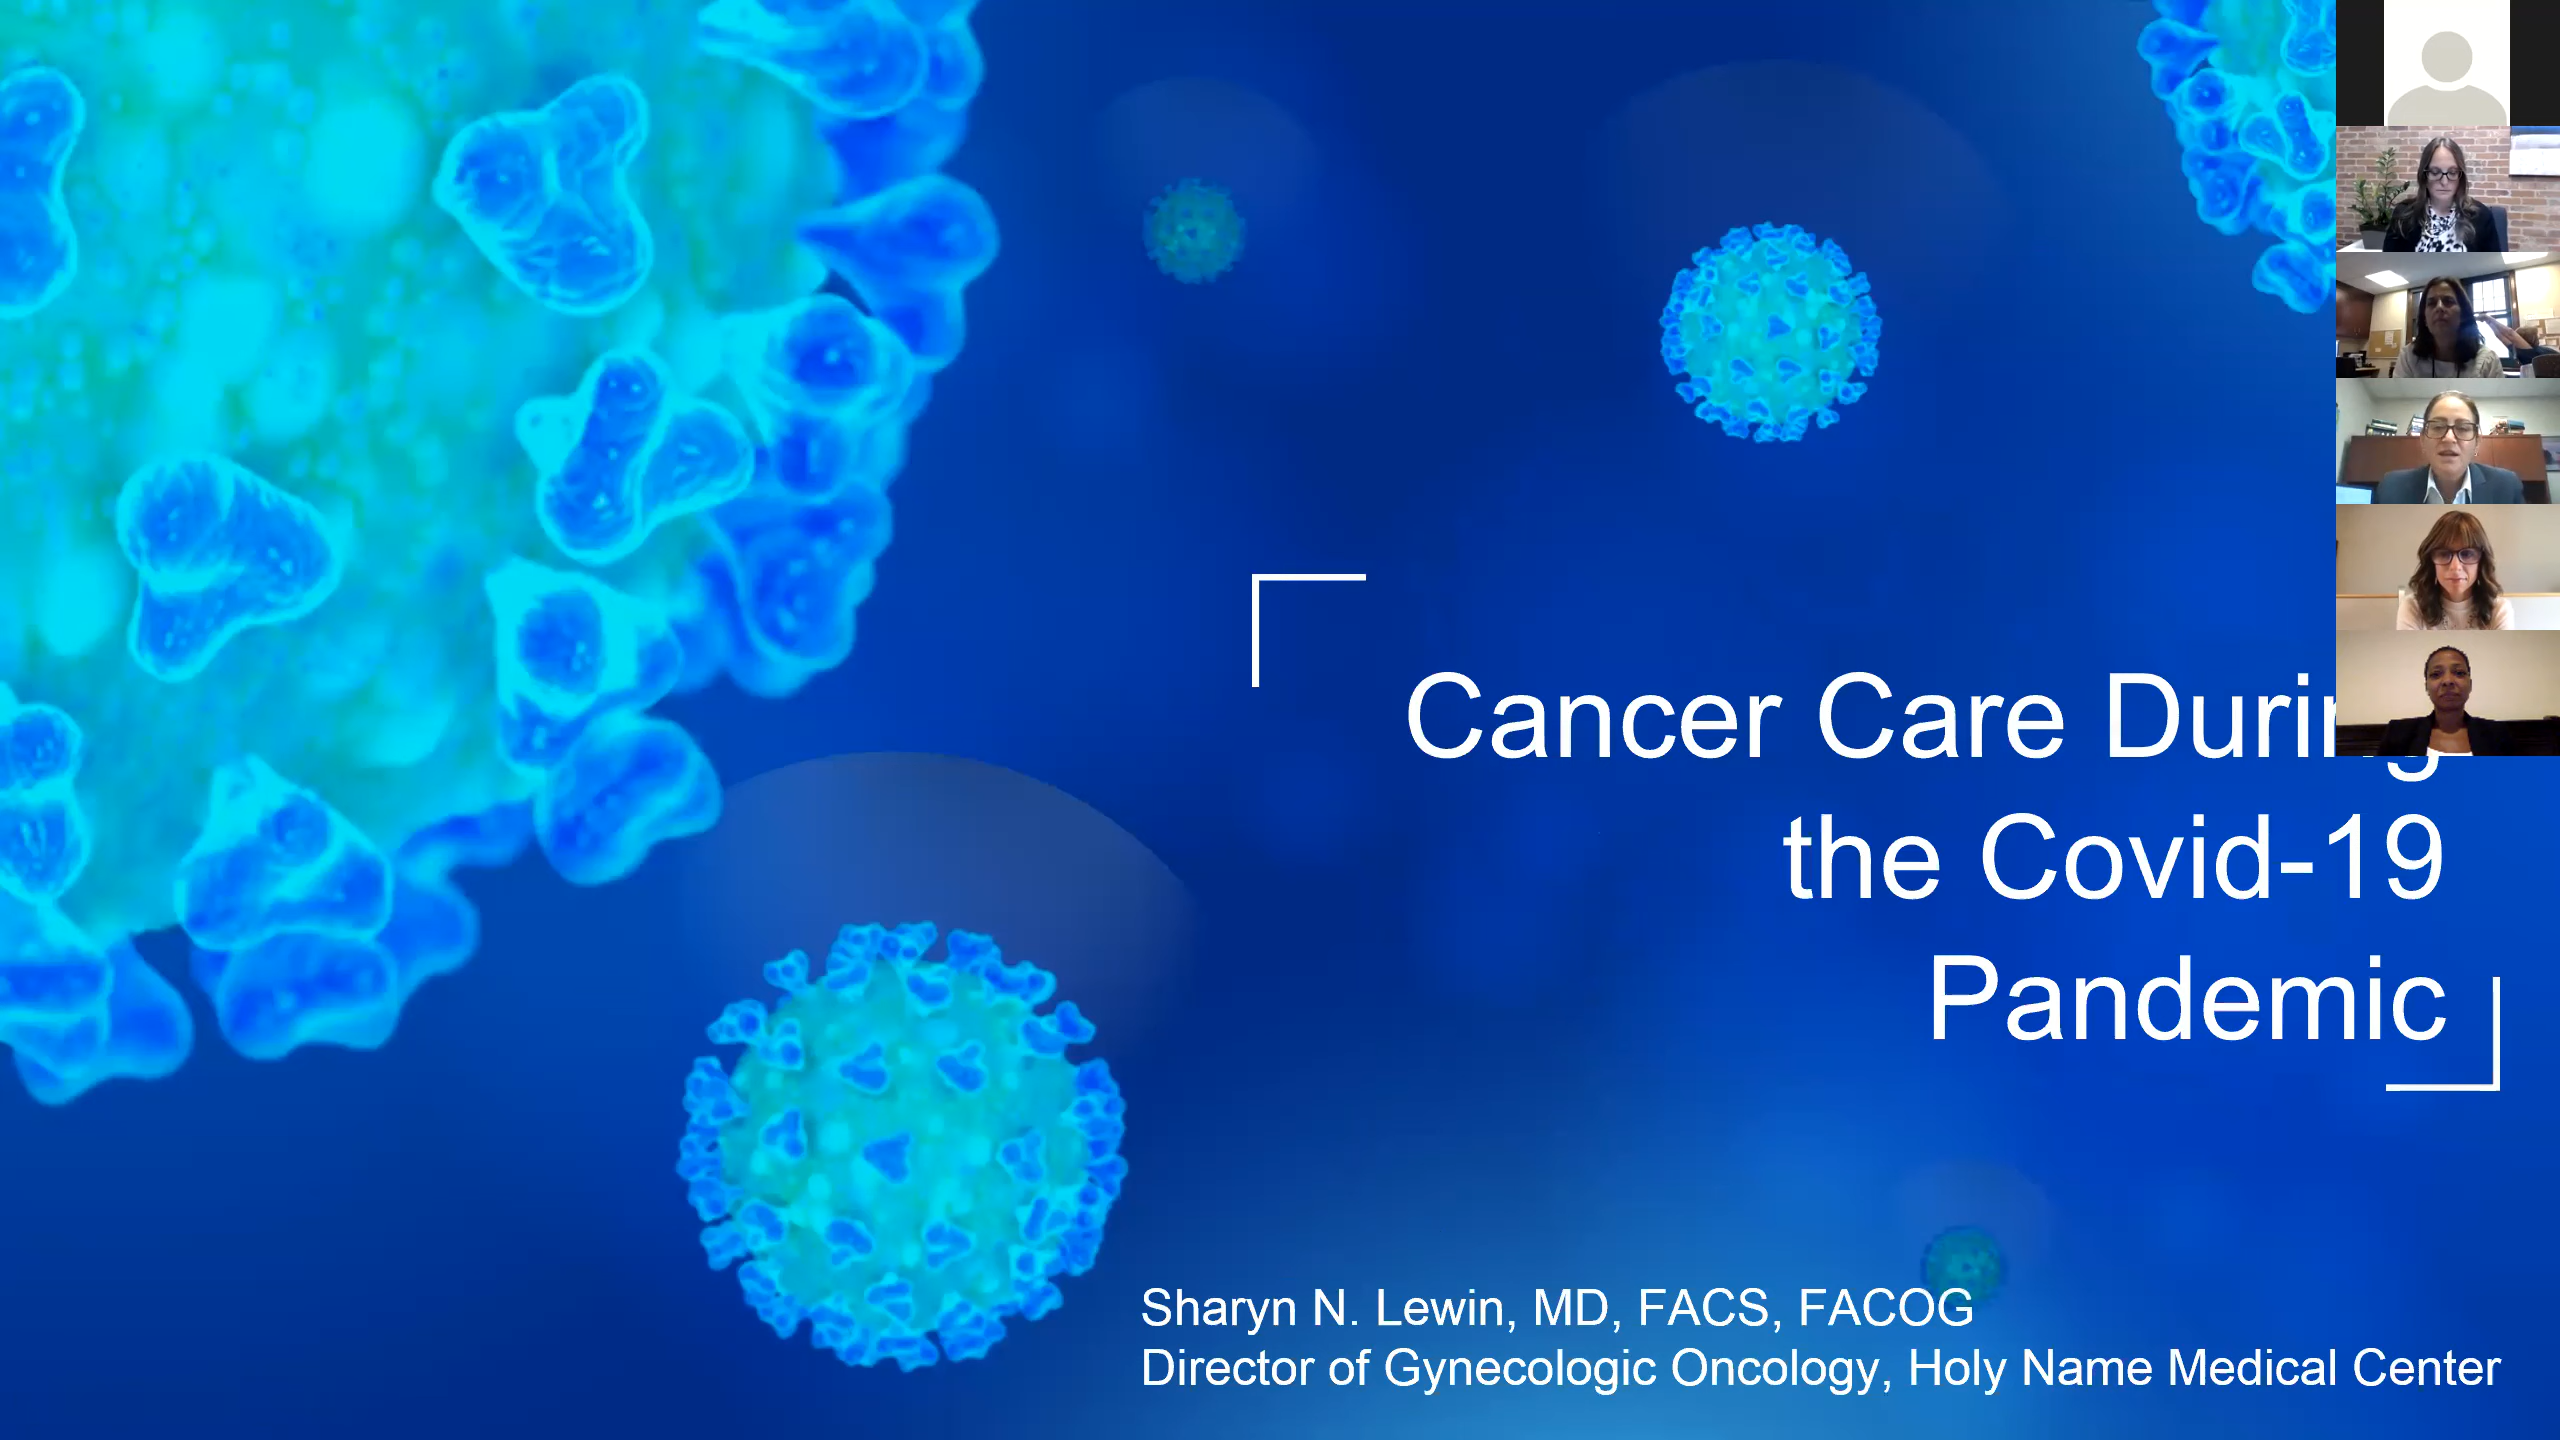 Cancer Care During
the Covid-19
Pandemic
Sharyn N. Lewin, MD, FACS, FACOG
Director of Gynecologic Oncology, Holy Name Medical Center